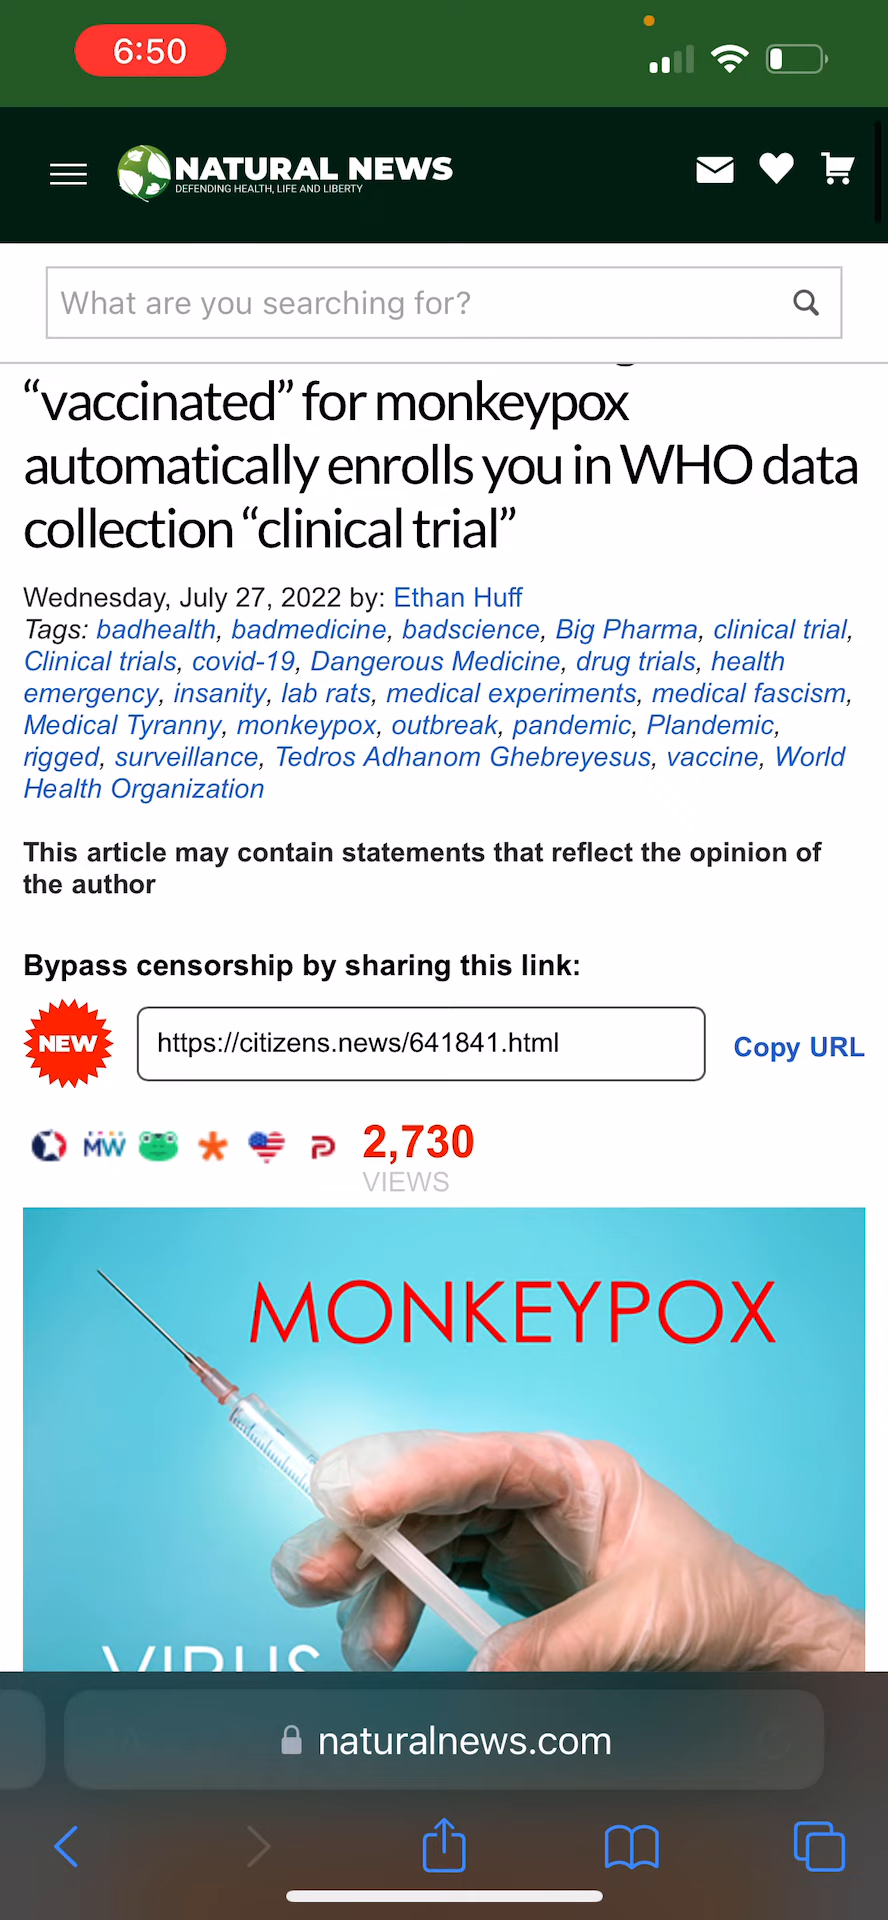 6:50
NATURAL NEWS
DEFENDING HEALTH, LIFE AND LIBERTY
What are you searching for?
“vaccinated” for monkeypox
automatically enrolls you in WHO data
collection “clinical trial”
Wednesday, July 27, 2022 by: Ethan Huff
Tags: badhealth, badmedicine, badscience, Big Pharma, clinical trial,
Clinical trials, covid-19, Dangerous Medicine, drug trials, health
emergency, insanity, lab rats, medical experiments, medical fascism,
Medical Tyranny, monkeypox, outbreak, pandemic, Plandemic,
rigged, surveillance, Tedros Adhanom Ghebreyesus, vaccine, World
Health Organization
This article may contain statements that reflect the opinion of
the author
Bypass censorship by sharing this link:
NEW https://citizens.news/641841.html Copy URL
MW 2,730
VIEWS
MONKEYPOX
VIRUS
naturalnews.com